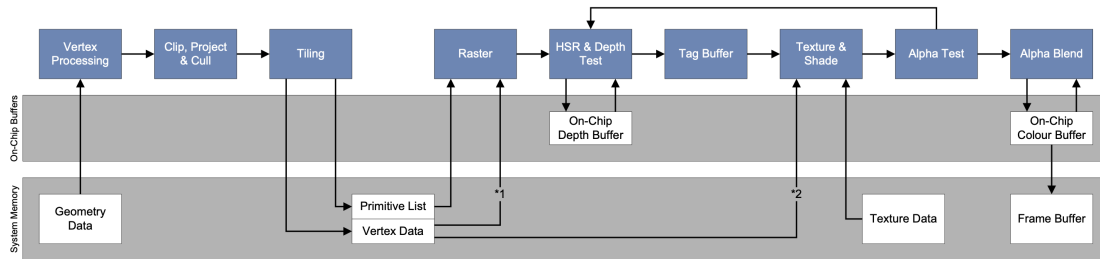 Vertex
Processing
Clip, Project
& Cull
Tiling
Raster
HSR & Depth
Test
Tag Buffer
Texture &
Shade
Alpha Test
Alpha Blend
On-Chip Buffers
On-Chip
Depth Buffer
On-Chip
Colour Buffer
System Memory
Geometry
Data
Primitive List
Vertex Data
*1
*2
Texture Data
Frame Buffer